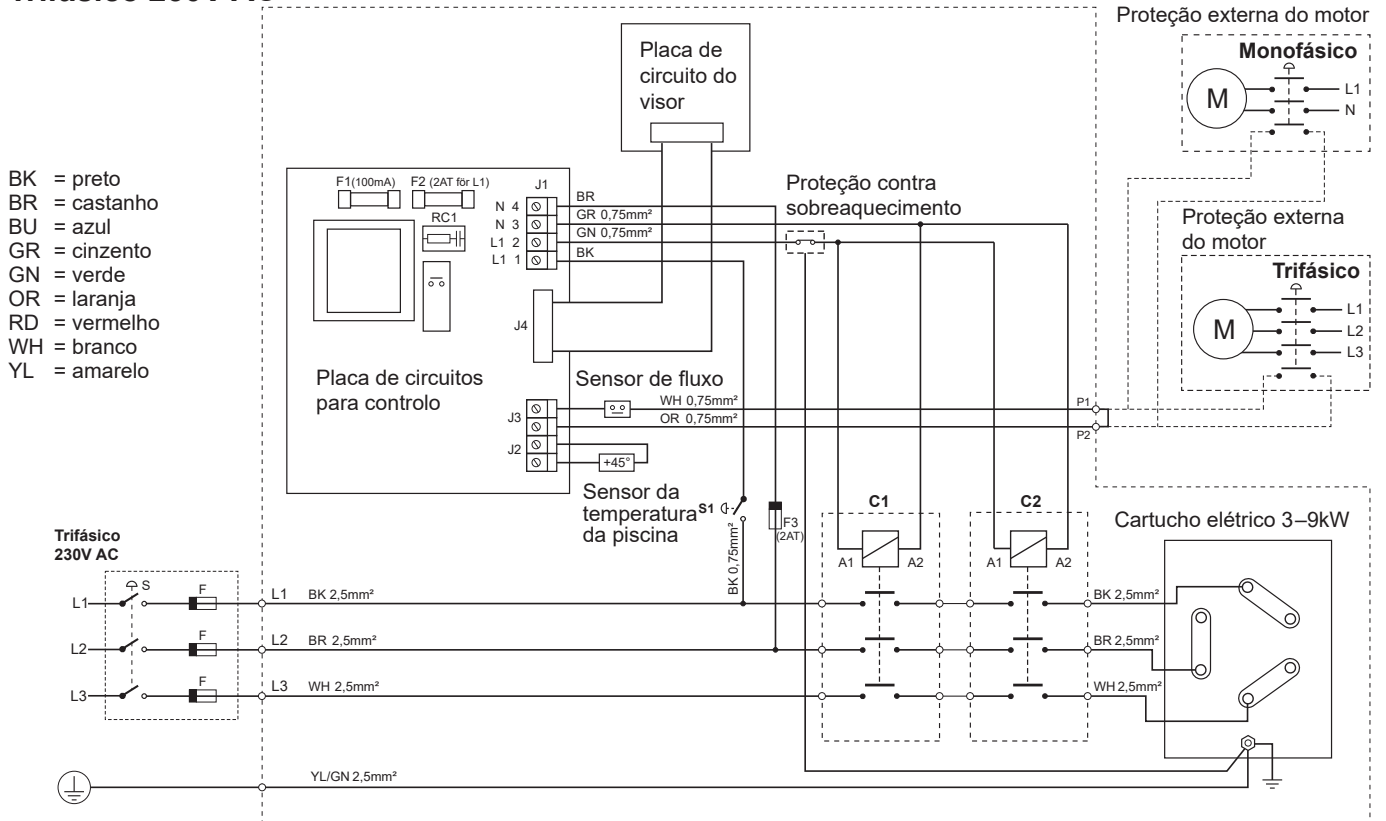 Proteção externa do motor
Monofásico
M
L1
N
Placa de
circuito do
visor
BK = preto
BR = castanho
BU = azul
GR = cinzento
GN = verde
OR = laranja
RD = vermelho
WH = branco
YL = amarelo
F1(100mA)
F2 (2AT för L1)
J1
RC1
N 4
N 3
L1 2
L1 1
BR
GR 0,75mm²
GN 0,75mm²
BK
Proteção contra
sobreaquecimento
Proteção externa
do motor
Trifásico
M
L1
L2
L3
J4
Placa de circuitos
para controlo
Sensor de fluxo
WH 0,75mm²
OR 0,75mm²
P1
P2
J3
J2
+45°
Sensor da
temperatura
da piscina
S1
BK 0,75mm²
F3
(2AT)
C1
C2
A1
A2
A1
A2
Cartucho elétrico 3–9kW
Trifásico
230V AC
S
F
L1
L1
BK 2,5mm²
BK 2,5mm²
F
L2
L2
BR 2,5mm²
BR 2,5mm²
F
L3
L3
WH 2,5mm²
WH 2,5mm²
YL/GN 2,5mm²